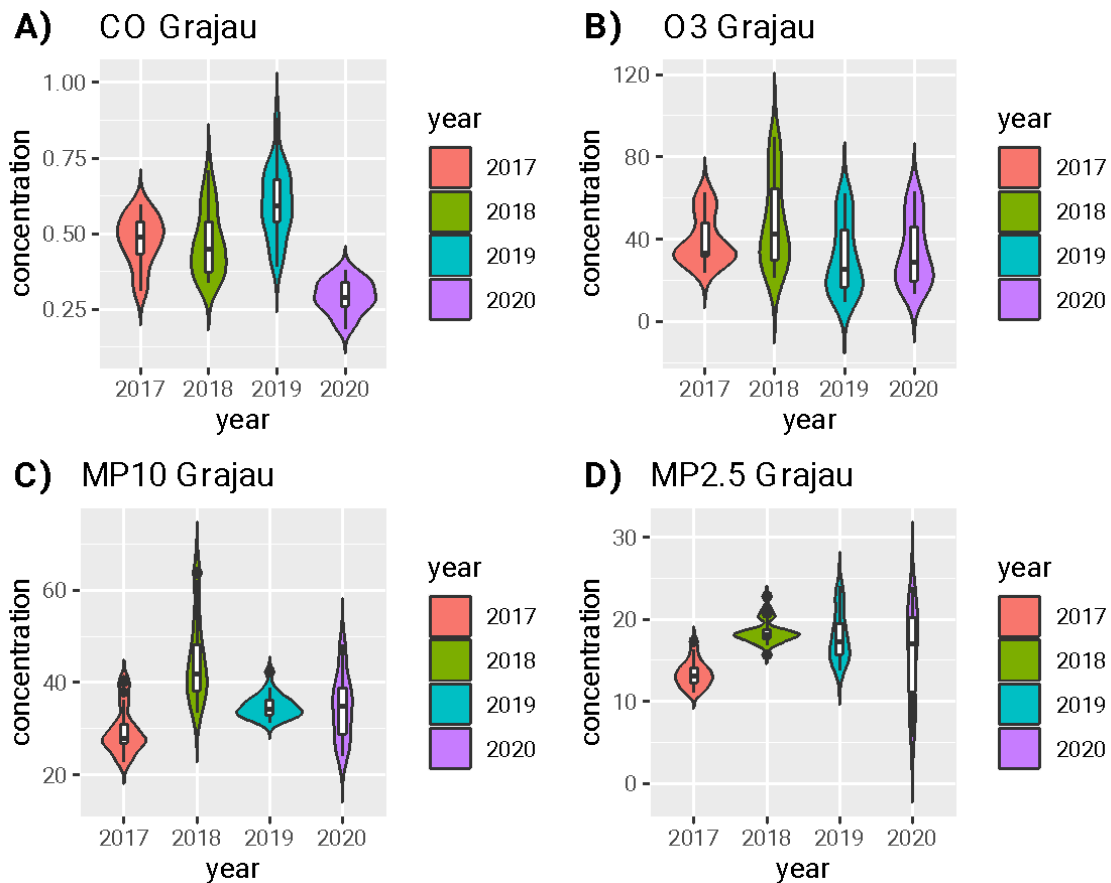 A) CO Grajau
concentration
1.00
0.75
0.50
0.25
2017 2018 2019 2020
year
year
2017
2018
2019
2020
B) O3 Grajau
concentration
120
80
40
0
2017 2018 2019 2020
year
year
2017
2018
2019
2020
C) MP10 Grajau
concentration
60
40
20
2017 2018 2019 2020
year
year
2017
2018
2019
2020
D) MP2.5 Grajau
concentration
30
20
10
0
2017 2018 2019 2020
year
year
2017
2018
2019
2020